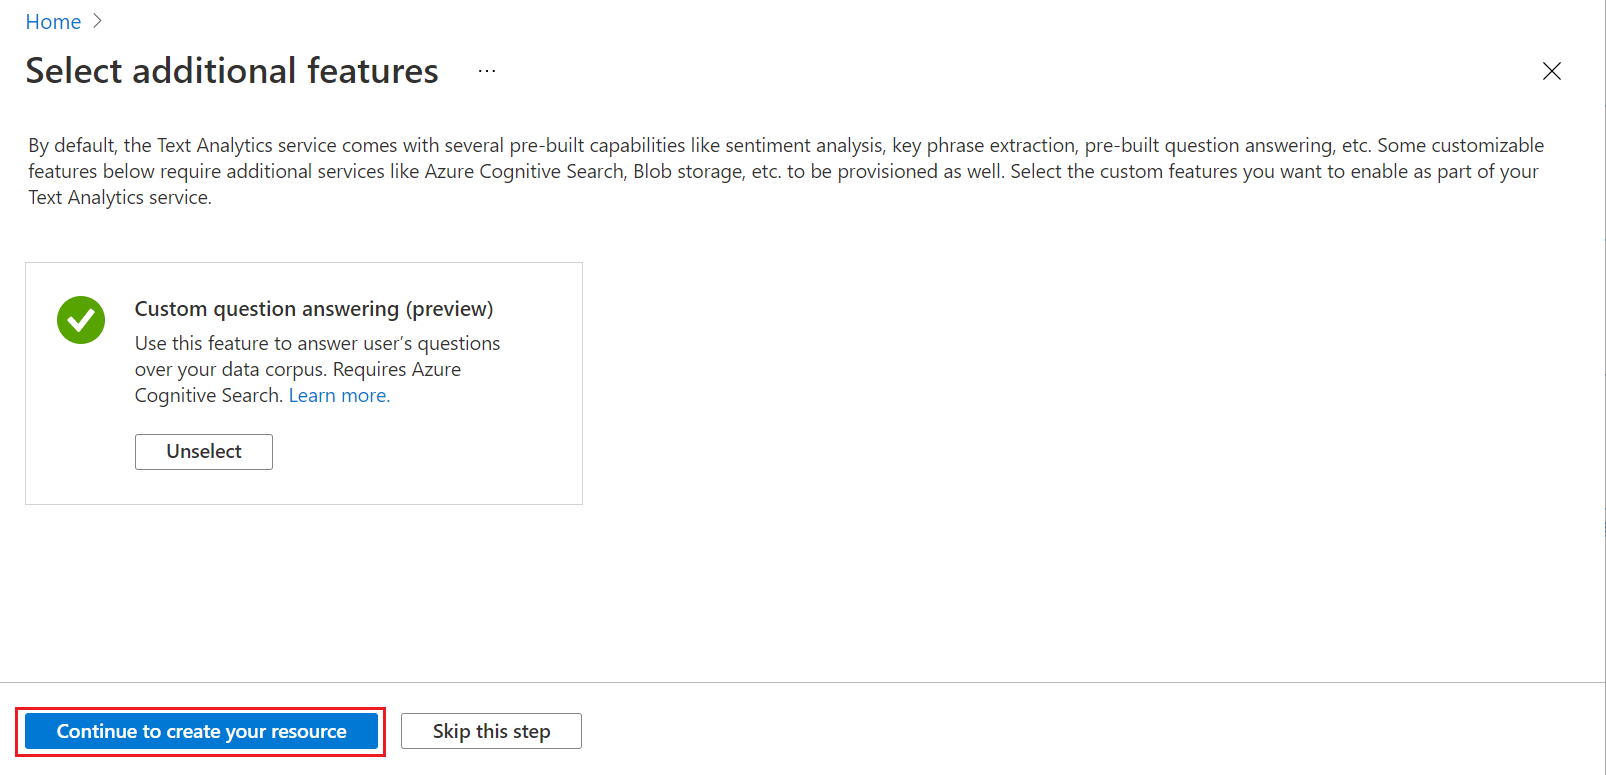 Home
Select additional features ...
By default, the Text Analytics service comes with several pre-built capabilities like sentiment analysis, key phrase extraction, pre-built question answering, etc. Some customizable
features below require additional services like Azure Cognitive Search, Blob storage, etc. to be provisioned as well. Select the custom features you want to enable as part of your
Text Analytics service.
Custom question answering (preview)
Use this feature to answer user’s questions
over your data corpus. Requires Azure
Cognitive Search. Learn more.
Unselect
Continue to create your resource
Skip this step